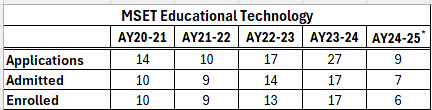 MSET Educational Technology
AY20-21 AY21-22 AY22-23 AY23-24 AY24-25*
Applications 14 10 17 27 9
Admitted 10 9 14 17 7
Enrolled 10 9 13 17 6